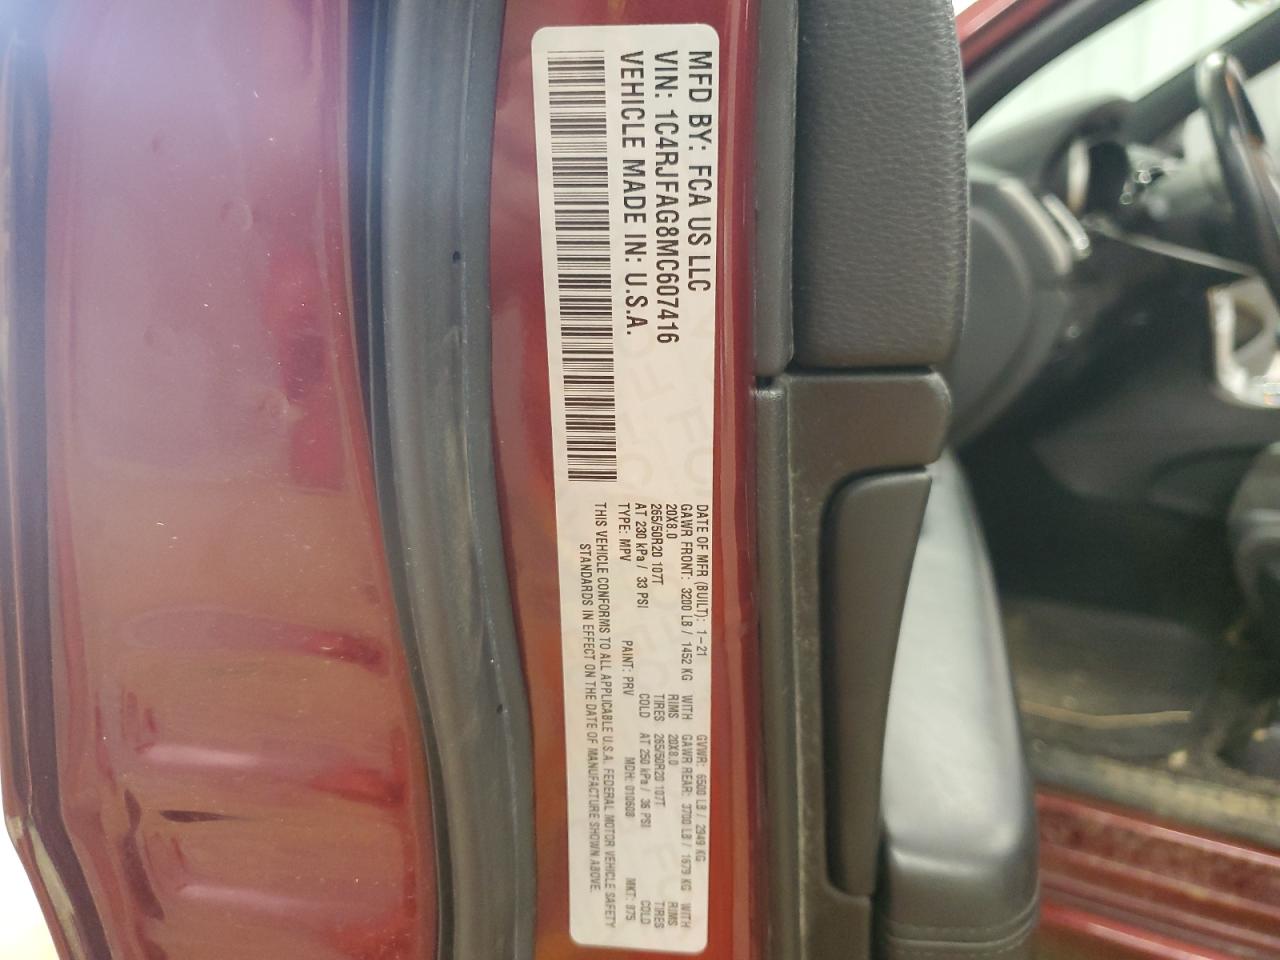 MFD BY: FCA US LLC
VIN: 1C4RJFAG8MC607416
VEHICLE MADE IN: U.S.A.
DATE OF MFR (BUILT): 1-21 GVWR: 6500 LB / 2949 KG
GAWR FRONT: 3200 LB / 1452 KG WITH GAWR REAR: 3700 LB / 1679 KG WITH
20X8.0 RIMS 20X8.0 RIMS
265/50R20 107T TIRES 265/50R20 107T TIRES
AT 230 kPa / 33 PSI COLD AT 250 kPa / 36 PSI COLD
TYPE: MPV PAINT: PRV MDH: 010608 MKT: 875
THIS VEHICLE CONFORMS TO ALL APPLICABLE U.S.A. FEDERAL MOTOR VEHICLE SAFETY
STANDARDS IN EFFECT ON THE DATE OF MANUFACTURE SHOWN ABOVE.